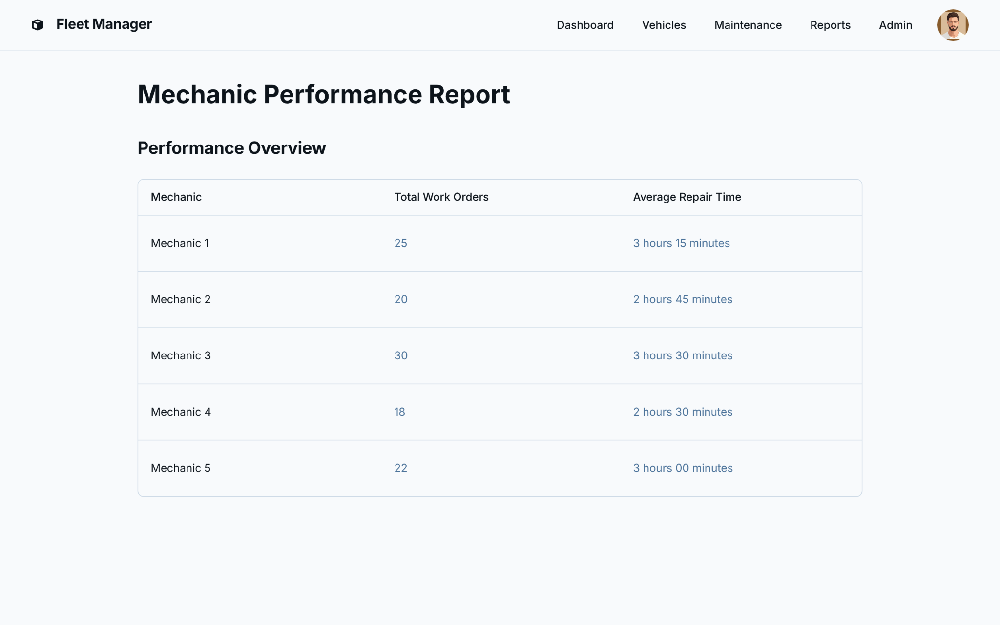 Fleet Manager
Dashboard Vehicles Maintenance Reports Admin
Mechanic Performance Report
Performance Overview
Mechanic Total Work Orders Average Repair Time
Mechanic 1 25 3 hours 15 minutes
Mechanic 2 20 2 hours 45 minutes
Mechanic 3 30 3 hours 30 minutes
Mechanic 4 18 2 hours 30 minutes
Mechanic 5 22 3 hours 00 minutes